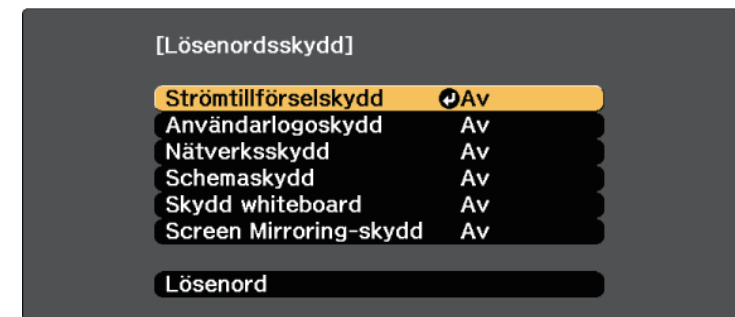 [Lösenordsskydd]
Strömtillförselskydd Av
Användarlogoskydd Av
Nätverksskydd Av
Schemaskydd Av
Skydd whiteboard Av
Screen Mirroring-skydd Av
Lösenord